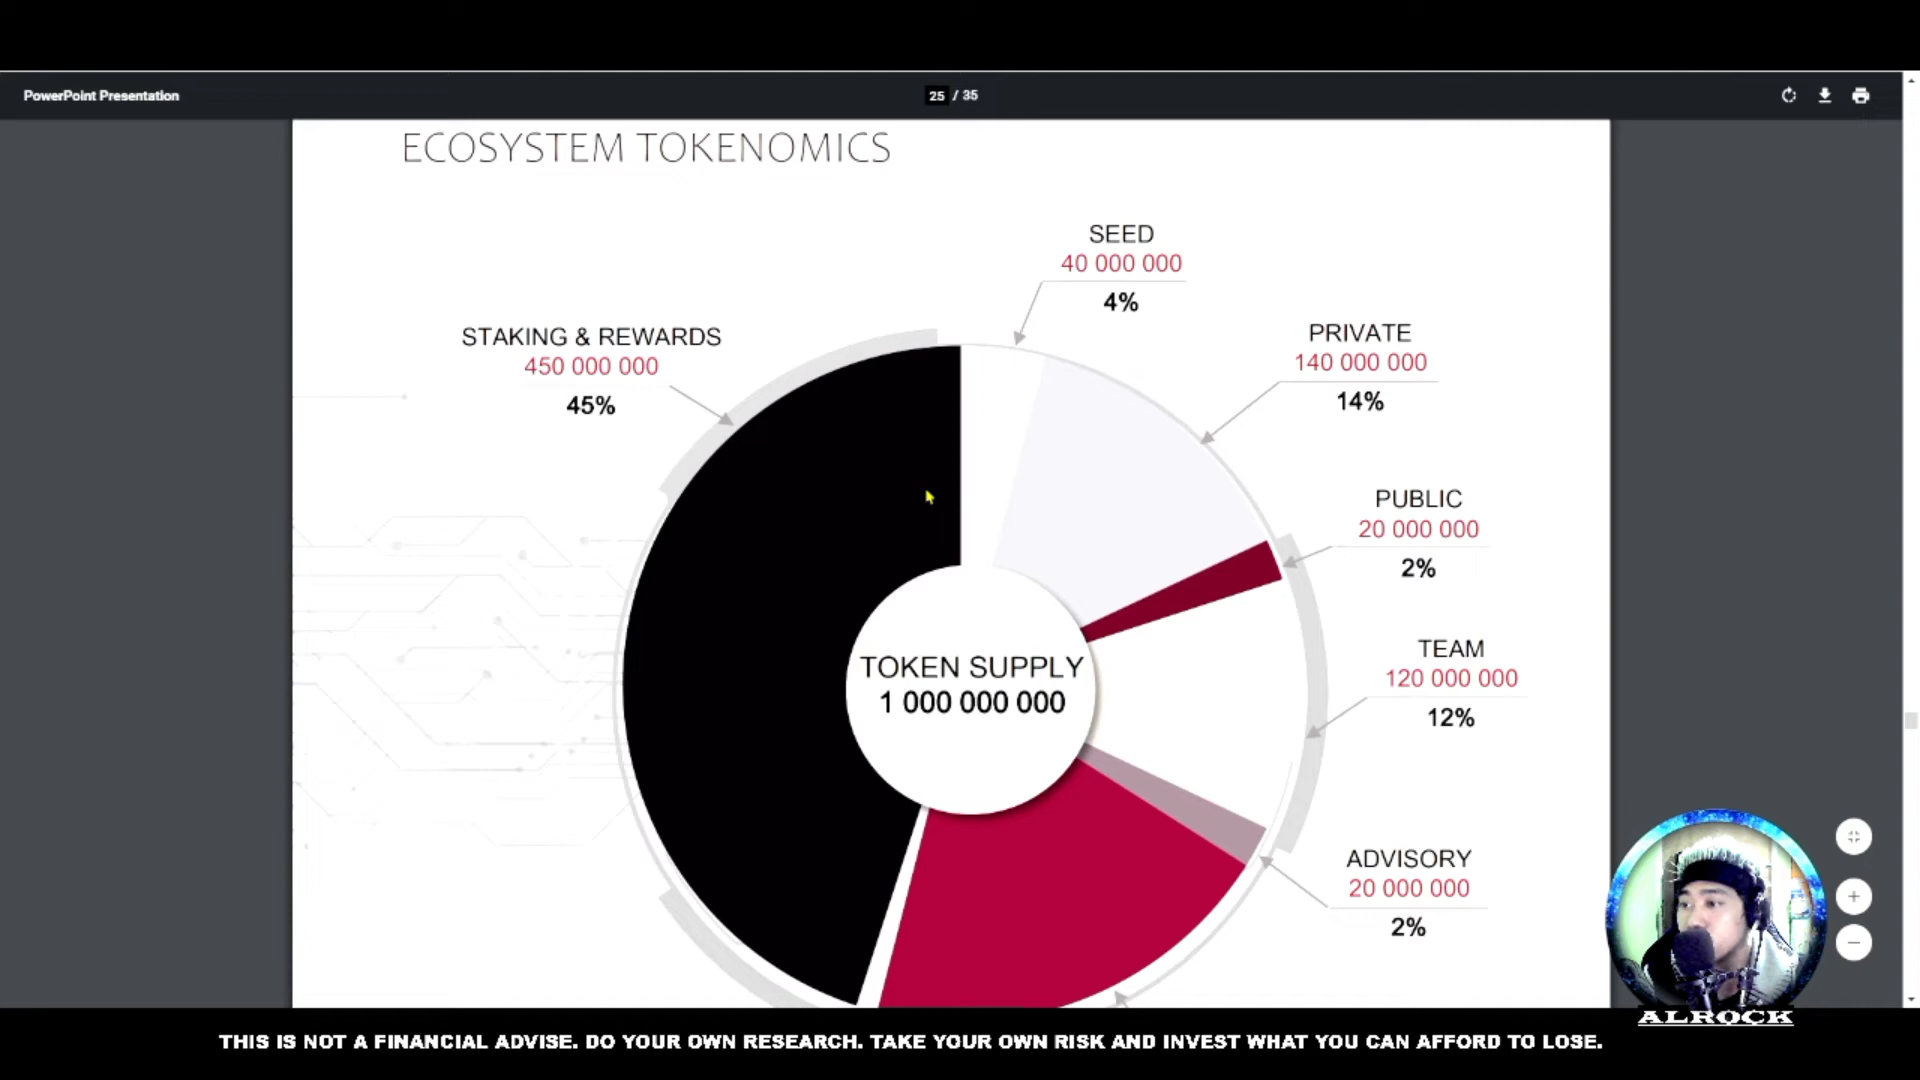 PowerPoint Presentation
25 / 35
ECOSYSTEM TOKENOMICS
SEED
40 000 000
4%
STAKING & REWARDS
450 000 000
45%
PRIVATE
140 000 000
14%
PUBLIC
20 000 000
2%
TOKEN SUPPLY
1 000 000 000
TEAM
120 000 000
12%
ADVISORY
20 000 000
2%
ALROCK
THIS IS NOT A FINANCIAL ADVISE. DO YOUR OWN RESEARCH. TAKE YOUR OWN RISK AND INVEST WHAT YOU CAN AFFORD TO LOSE.